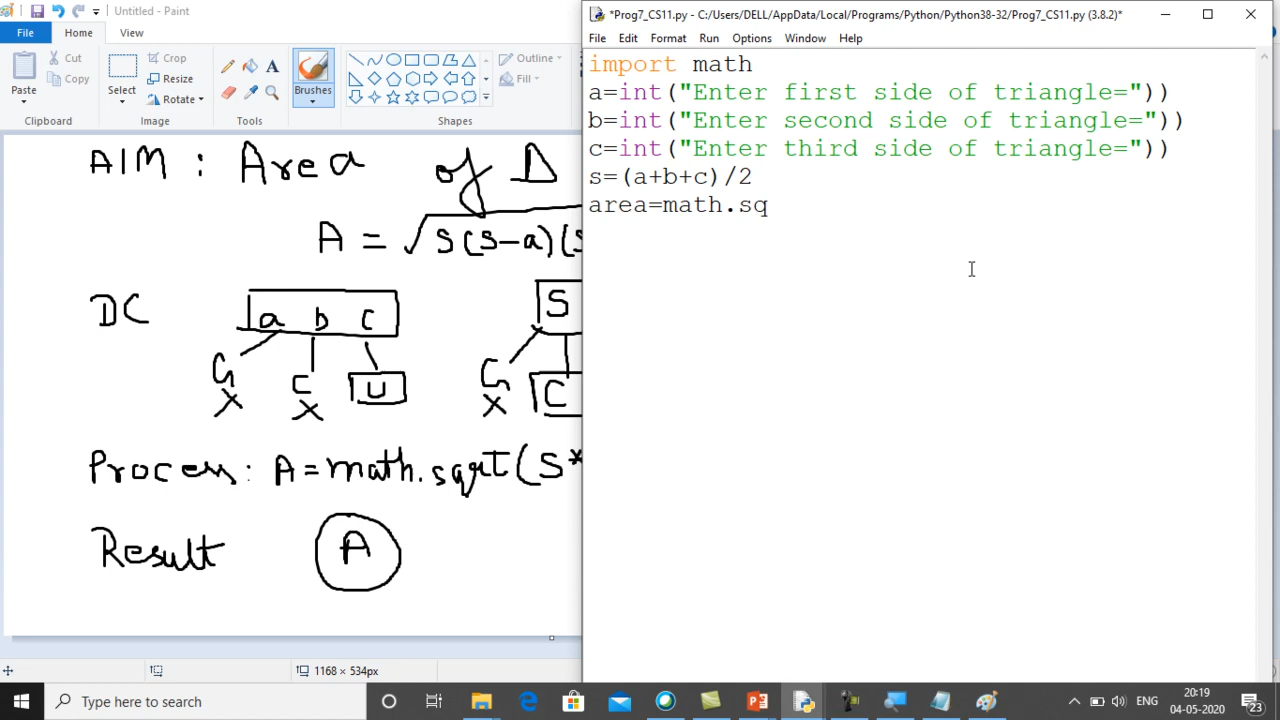 Untitled - Paint
File Home View
Paste
Cut
Copy
Clipboard
Select
Crop
Resize
Rotate
Image
Tools
Brushes
Shapes
Outline
Fill
AIM : Area of Δ
A = √S(S-a)(S
DC
a b c
G C U
X X
S
G C
X
Process: A = math.sqrt(S*
Result A
1168 × 534px
*Prog7_CS11.py - C:/Users/DELL/AppData/Local/Programs/Python/Python38-32/Prog7_CS11.py (3.8.2)*
File Edit Format Run Options Window Help
import math
a=int("Enter first side of triangle="))
b=int("Enter second side of triangle="))
c=int("Enter third side of triangle="))
s=(a+b+c)/2
area=math.sq
Type here to search
ENG
20:19
04-05-2020
23